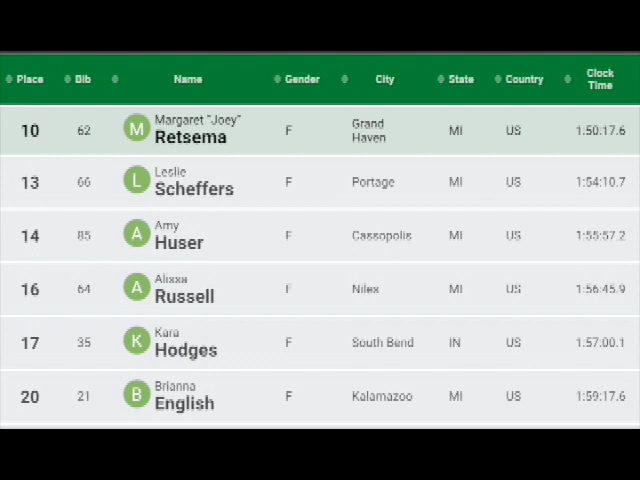 Place Bib Name Gender City State Country Clock Time
10 62 M Margaret "Joey" Retsema F Grand Haven MI US 1:50:17.6
13 66 L Leslie Scheffers F Portage MI US 1:54:10.7
14 85 A Amy Huser F Cassopolis MI US 1:55:57.2
16 64 A Alixxa Russell F Nilex MI US 1:56:45.9
17 35 K Kara Hodges F South Bend IN US 1:57:00.1
20 21 B Brianna English F Kalamazoo MI US 1:59:17.6